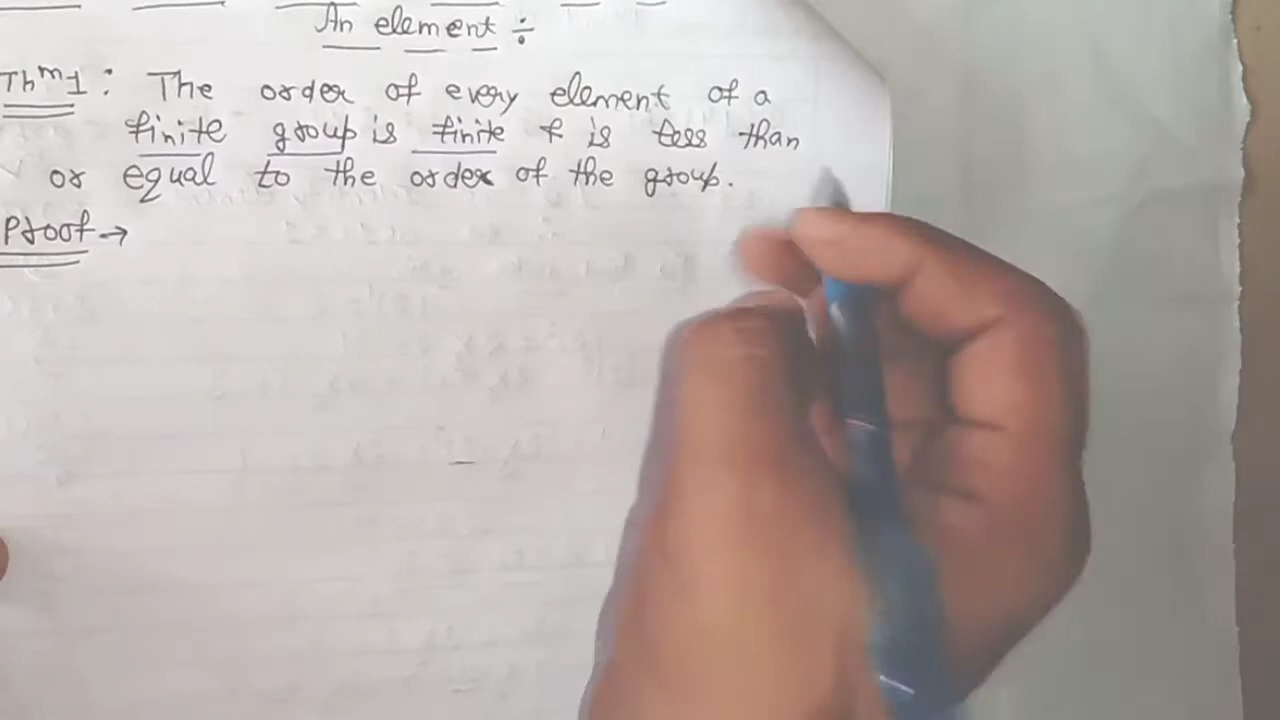 An element ÷
Thm 1: The order of every element of a
finite group is finite & is less than
or equal to the order of the group.
Proof →